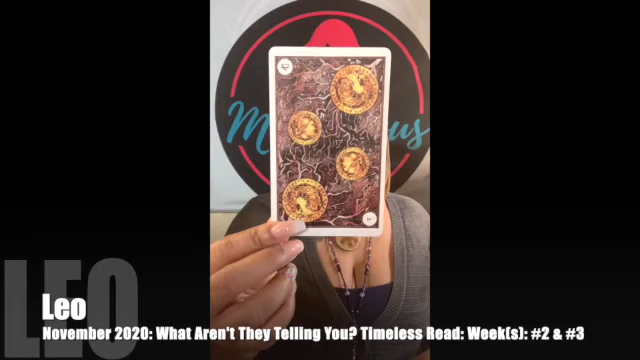 LEO
Leo
November 2020: What Aren't They Telling You? Timeless Read: Week(s): #2 & #3